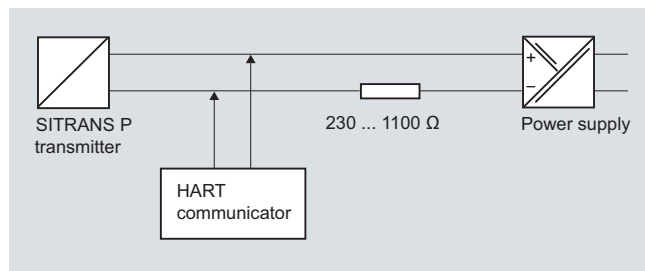 +
−
SITRANS P
transmitter
230 ... 1100 Ω
Power supply
HART
communicator